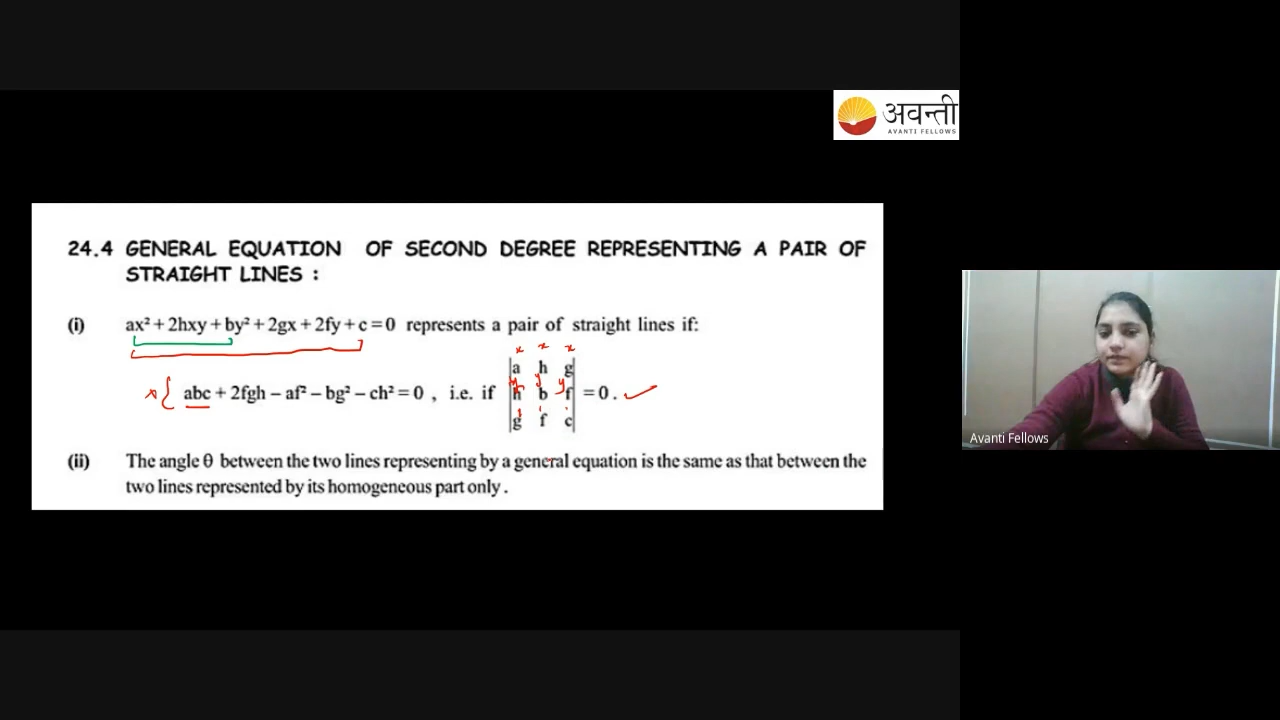 अवन्ती
AVANTI FELLOWS
24.4 GENERAL EQUATION OF SECOND DEGREE REPRESENTING A PAIR OF
STRAIGHT LINES :
(i) ax² + 2hxy + by² + 2gx + 2fy + c = 0 represents a pair of straight lines if:
x x x
abc + 2fgh – af² – bg² – ch² = 0 , i.e. if |a h g| = 0 .
y y y
|h b f|
|g f c|
(ii) The angle θ between the two lines representing by a general equation is the same as that between the
two lines represented by its homogeneous part only .
Avanti Fellows